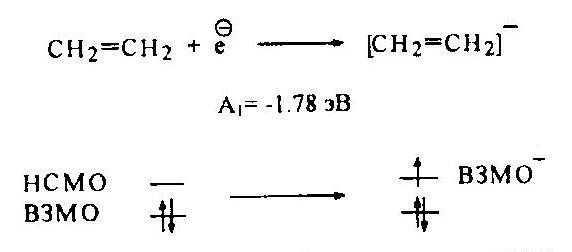 CH₂=CH₂ + e⊖ ⟶ [CH₂=CH₂]⁻
A₁= -1.78 эВ
НСМО ⟶ ВЗМО⁻
ВЗМО